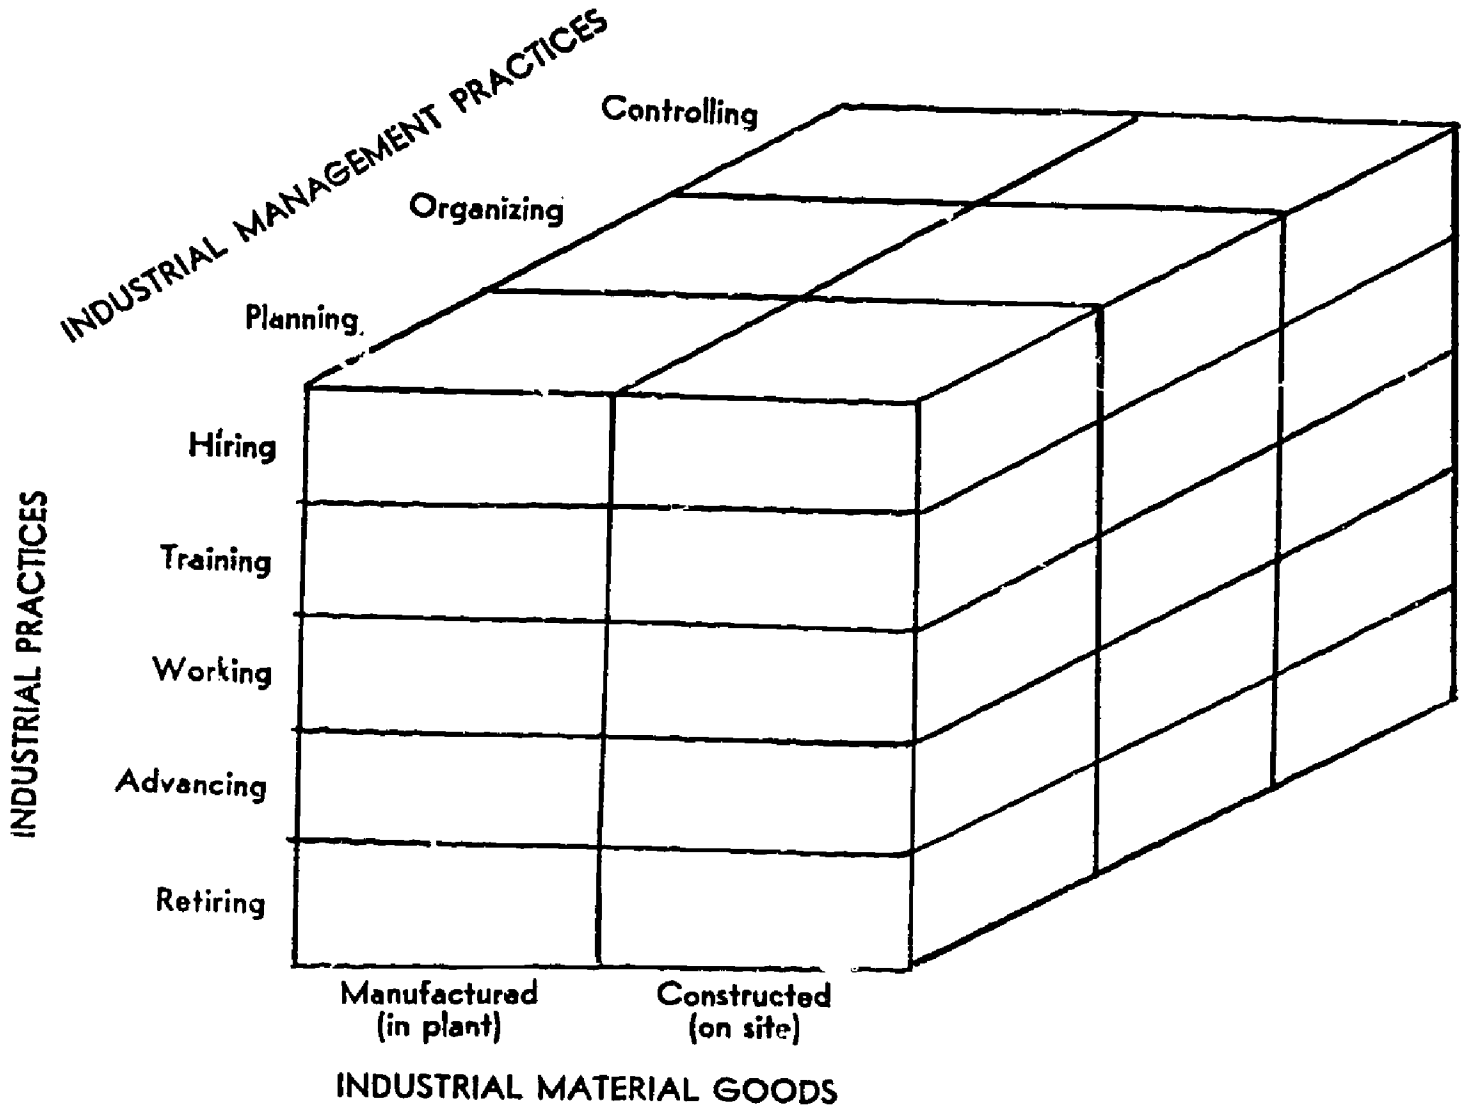 INDUSTRIAL MANAGEMENT PRACTICES
Controlling
Organizing
Planning
INDUSTRIAL PRACTICES
Hiring
Training
Working
Advancing
Retiring
Manufactured
(in plant)
Constructed
(on site)
INDUSTRIAL MATERIAL GOODS